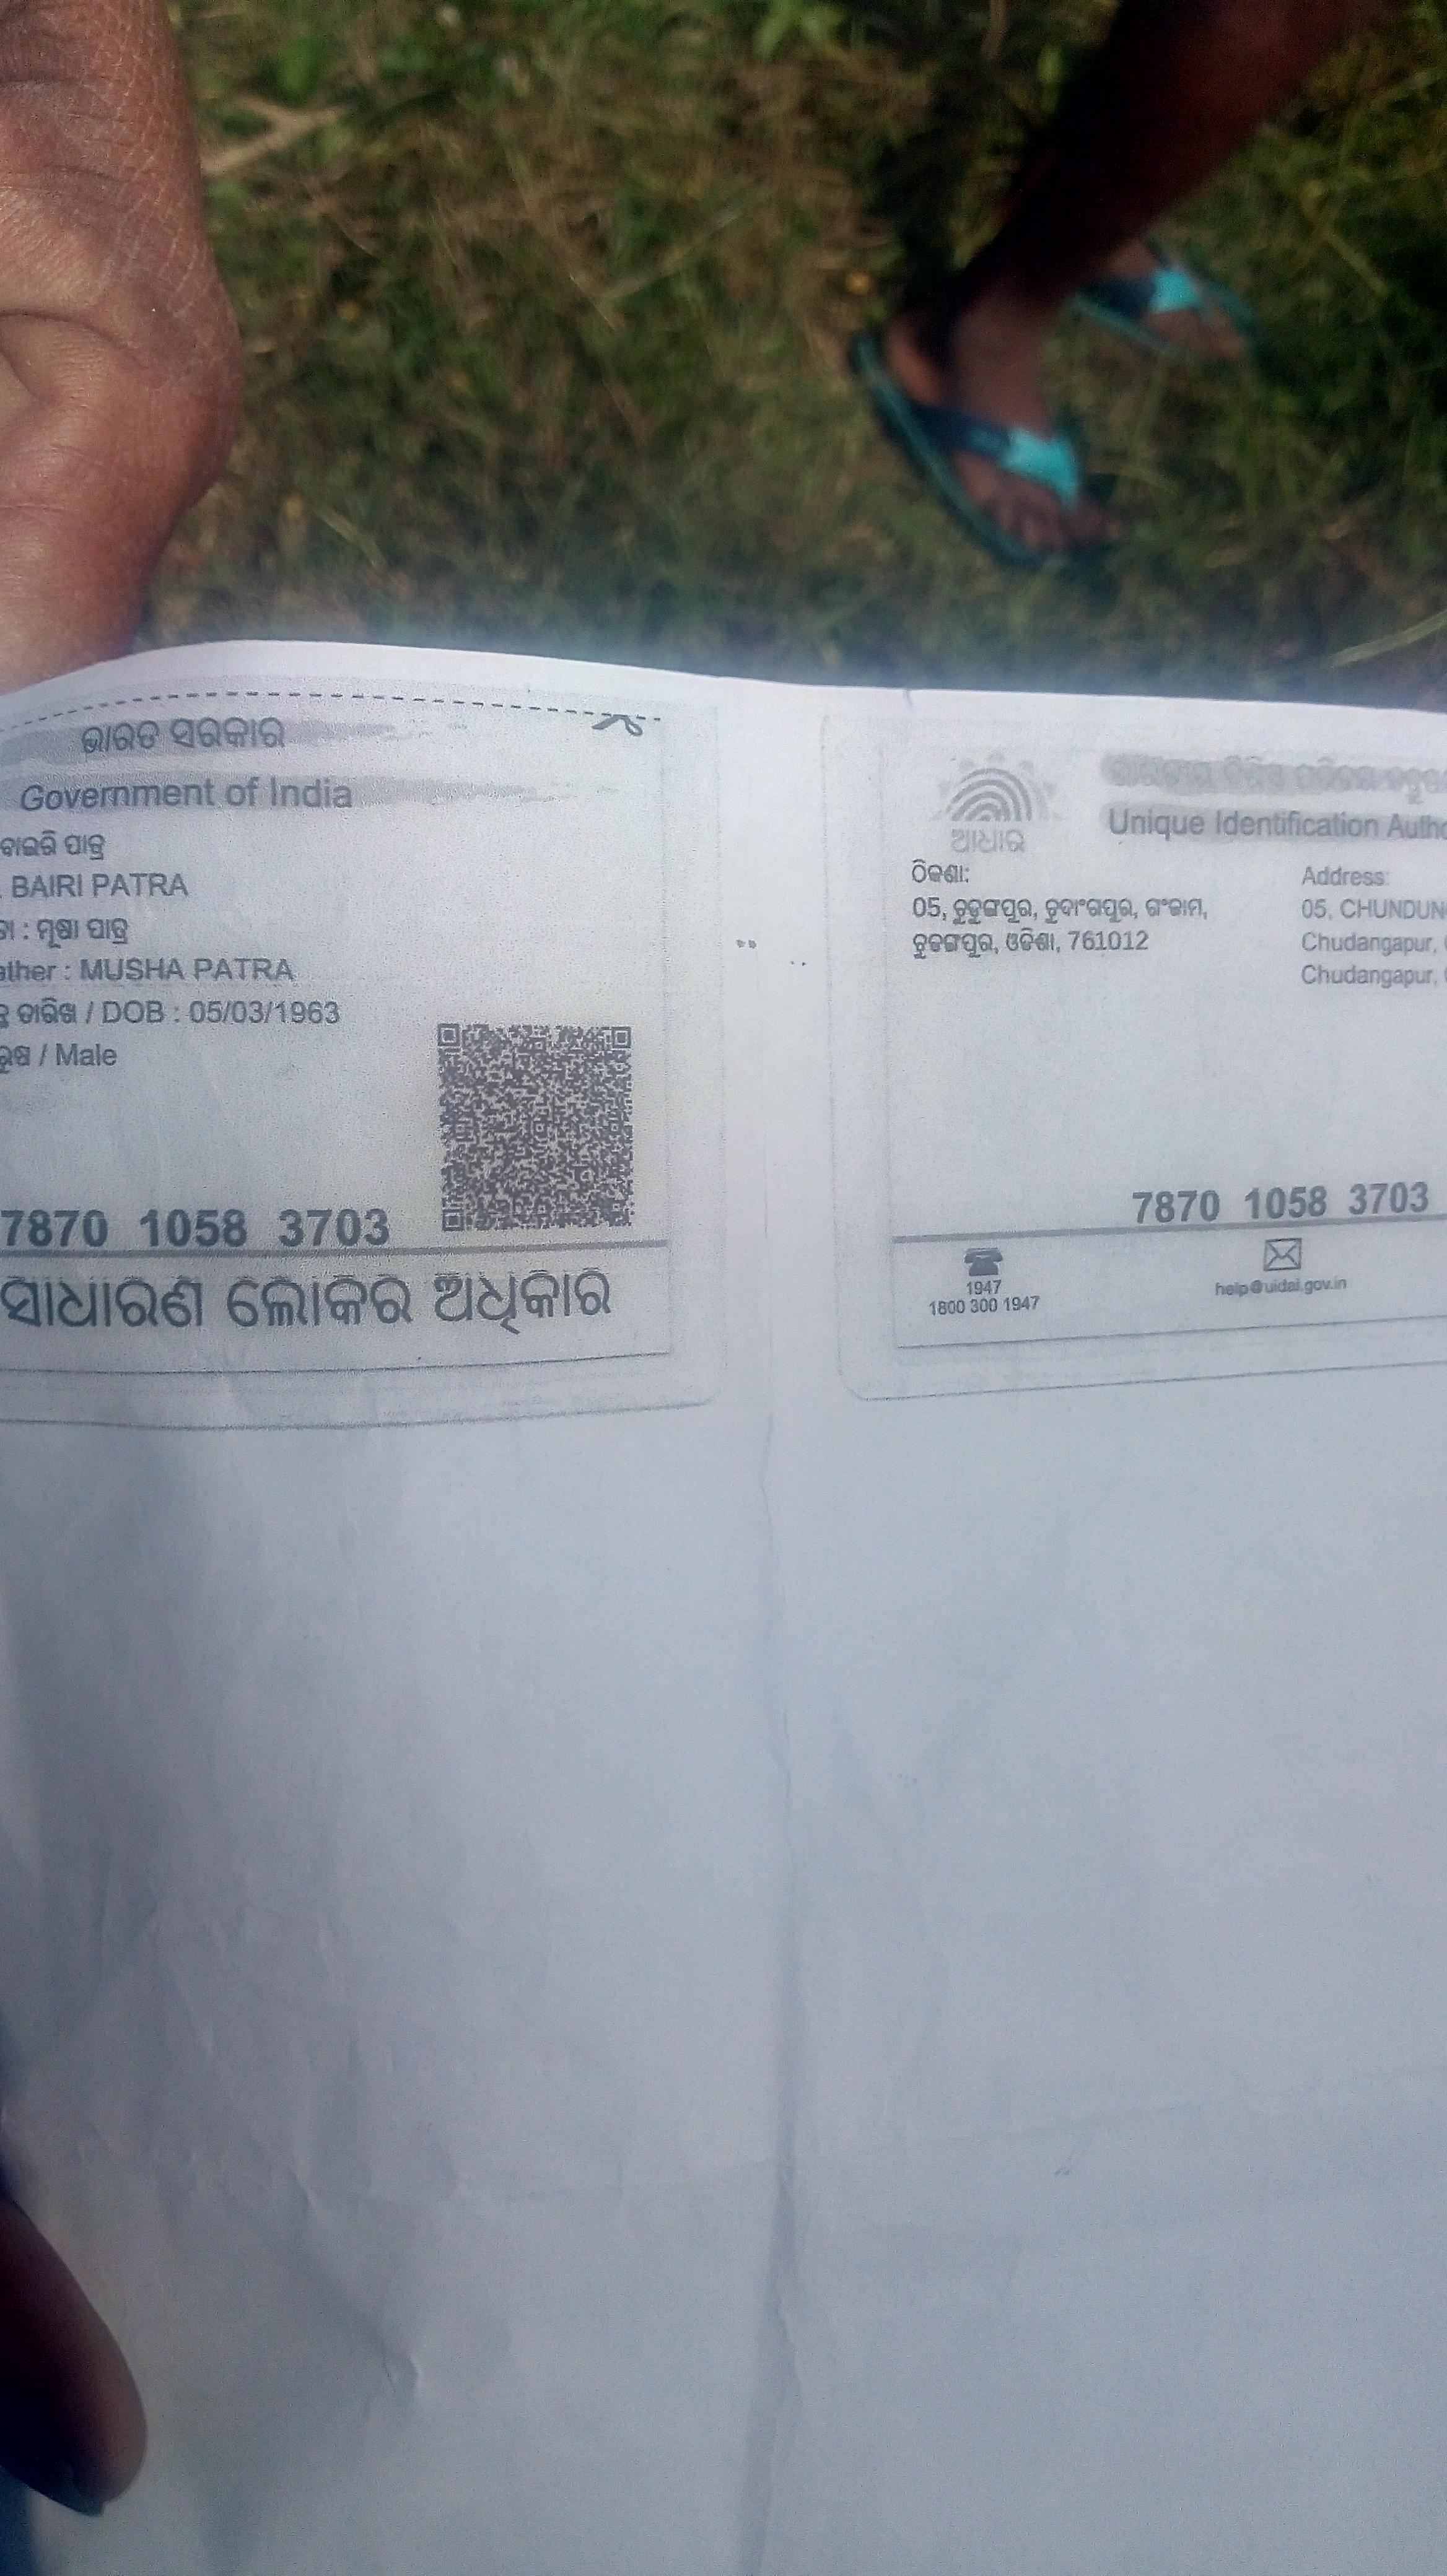 ଭାରତ ସରକାର
Government of India
ବାଇରି ପାତ୍ର
BAIRI PATRA
: ମୂଷା ପାତ୍ର
ather : MUSHA PATRA
ତାରିଖ / DOB : 05/03/1963
ରୁଷ / Male
7870 1058 3703
ସାଧାରଣ ଲୋକର ଅଧିକାର
ଆଧାର
Unique Identification Autho
ଠିକଣା:
05, ଚୁଡୁଙ୍ଗପୁର, ଚୁଦାଂଗପୁର, ଗଂଜାମ,
ଚୁଡଙ୍ଗପୁର, ଓଡିଶା, 761012
Address:
05, CHUNDUN
Chudangapur,
Chudangapur,
7870 1058 3703
1947
1800 300 1947
help@uidai.gov.in